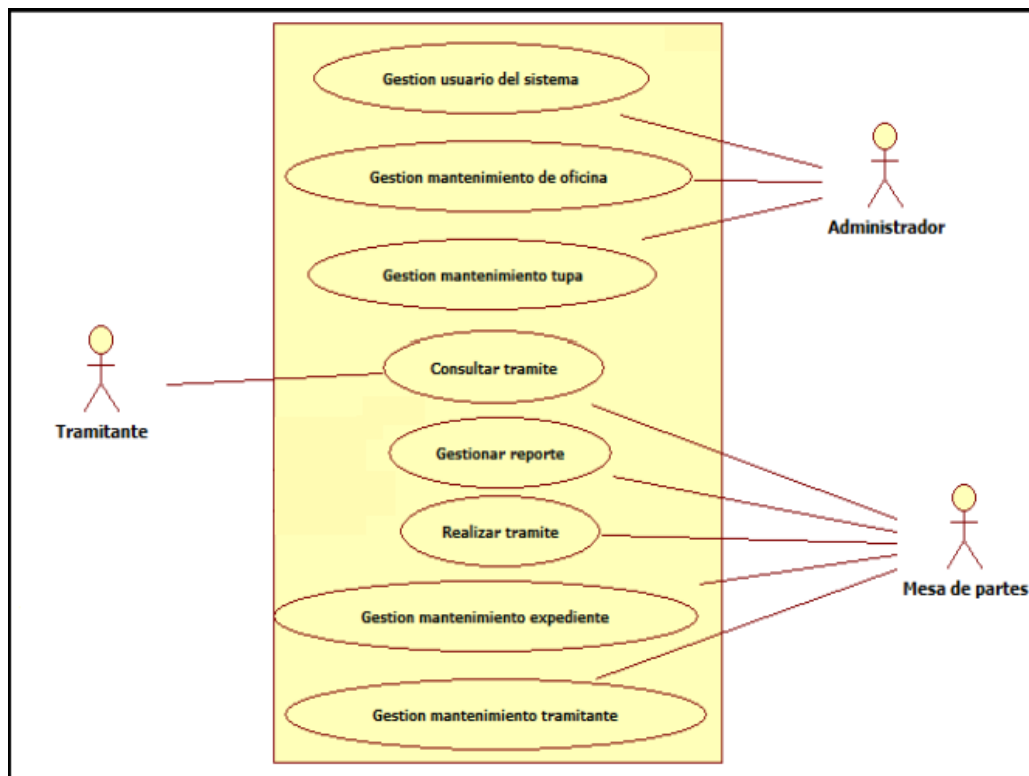 Gestion usuario del sistema
Gestion mantenimiento de oficina
Administrador
Gestion mantenimiento tupa
Consultar tramite
Tramitante
Gestionar reporte
Realizar tramite
Mesa de partes
Gestion mantenimiento expediente
Gestion mantenimiento tramitante